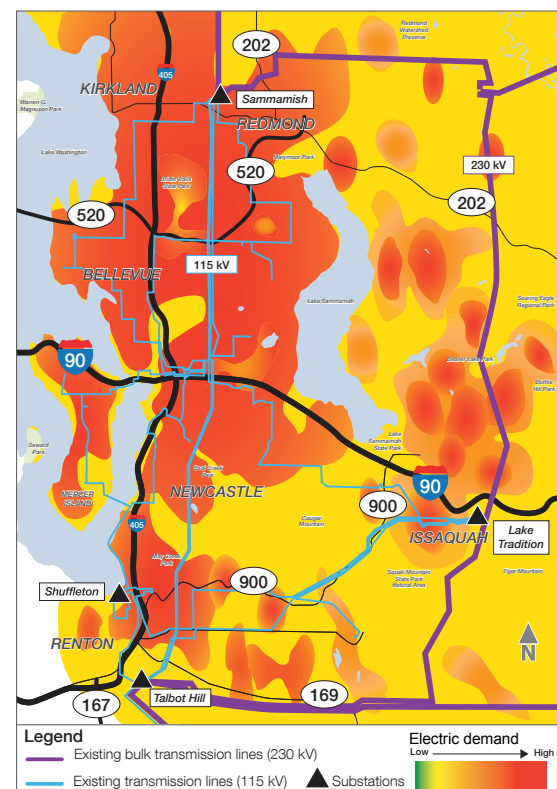 Redmond
Watershed
Preserve
202
405
KIRKLAND
Sammamish
Warren G.
Magnuson Park
REDMOND
Lake Washington
Marymoor Park
230 kV
520
Bridle Trails
State Park
202
520
BELLEVUE
115 kV
Lake Sammamish
Soaring Eagle
Regional Park
90
Beaver Lake Park
Duthie
Hill Park
Seward
Park
Lake
Sammamish
State Park
Coal Creek
Park
90
MERCER
ISLAND
NEWCASTLE
900
405
Cougar
Mountain
ISSAQUAH
Lake
Tradition
May Creek
Park
Squak Mountain
State Park
Natural Area
Tiger Mountain
900
Shuffleton
N
RENTON
169
167
Talbot Hill
Legend
Existing bulk transmission lines (230 kV)
Existing transmission lines (115 kV)
Substations
Electric demand
Low
High